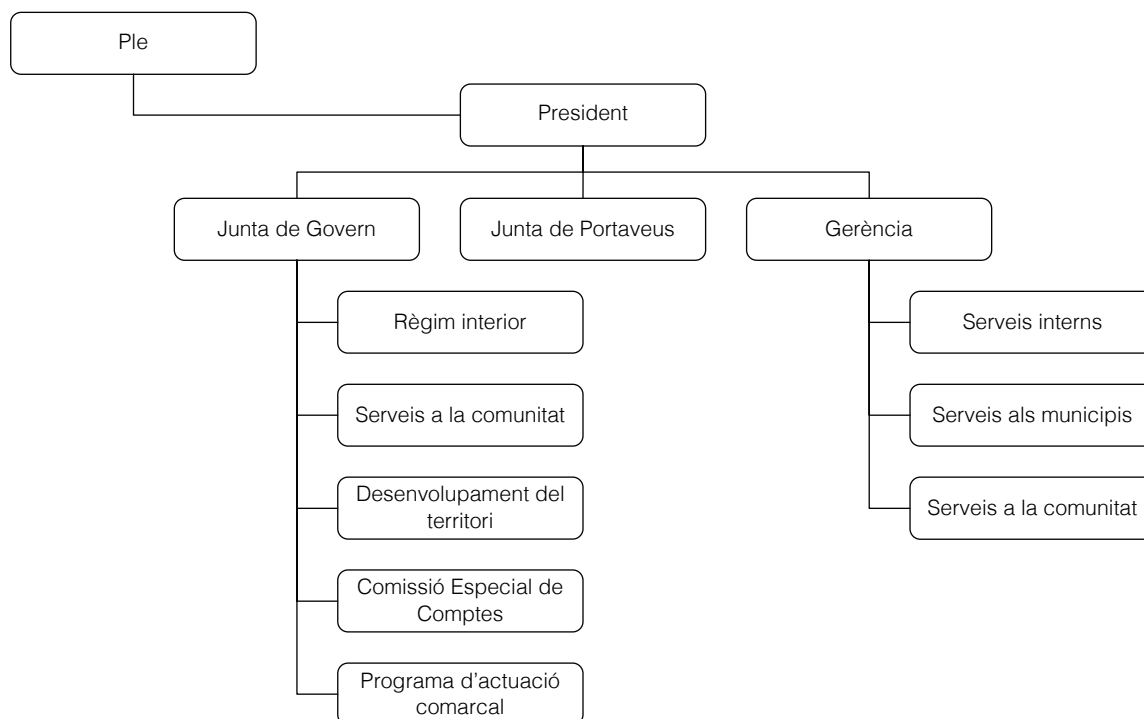 Ple
President
Junta de Govern
Junta de Portaveus
Gerència
Règim interior
Serveis a la comunitat
Desenvolupament del
territori
Comissió Especial de
Comptes
Programa d’actuació
comarcal
Serveis interns
Serveis als municipis
Serveis a la comunitat